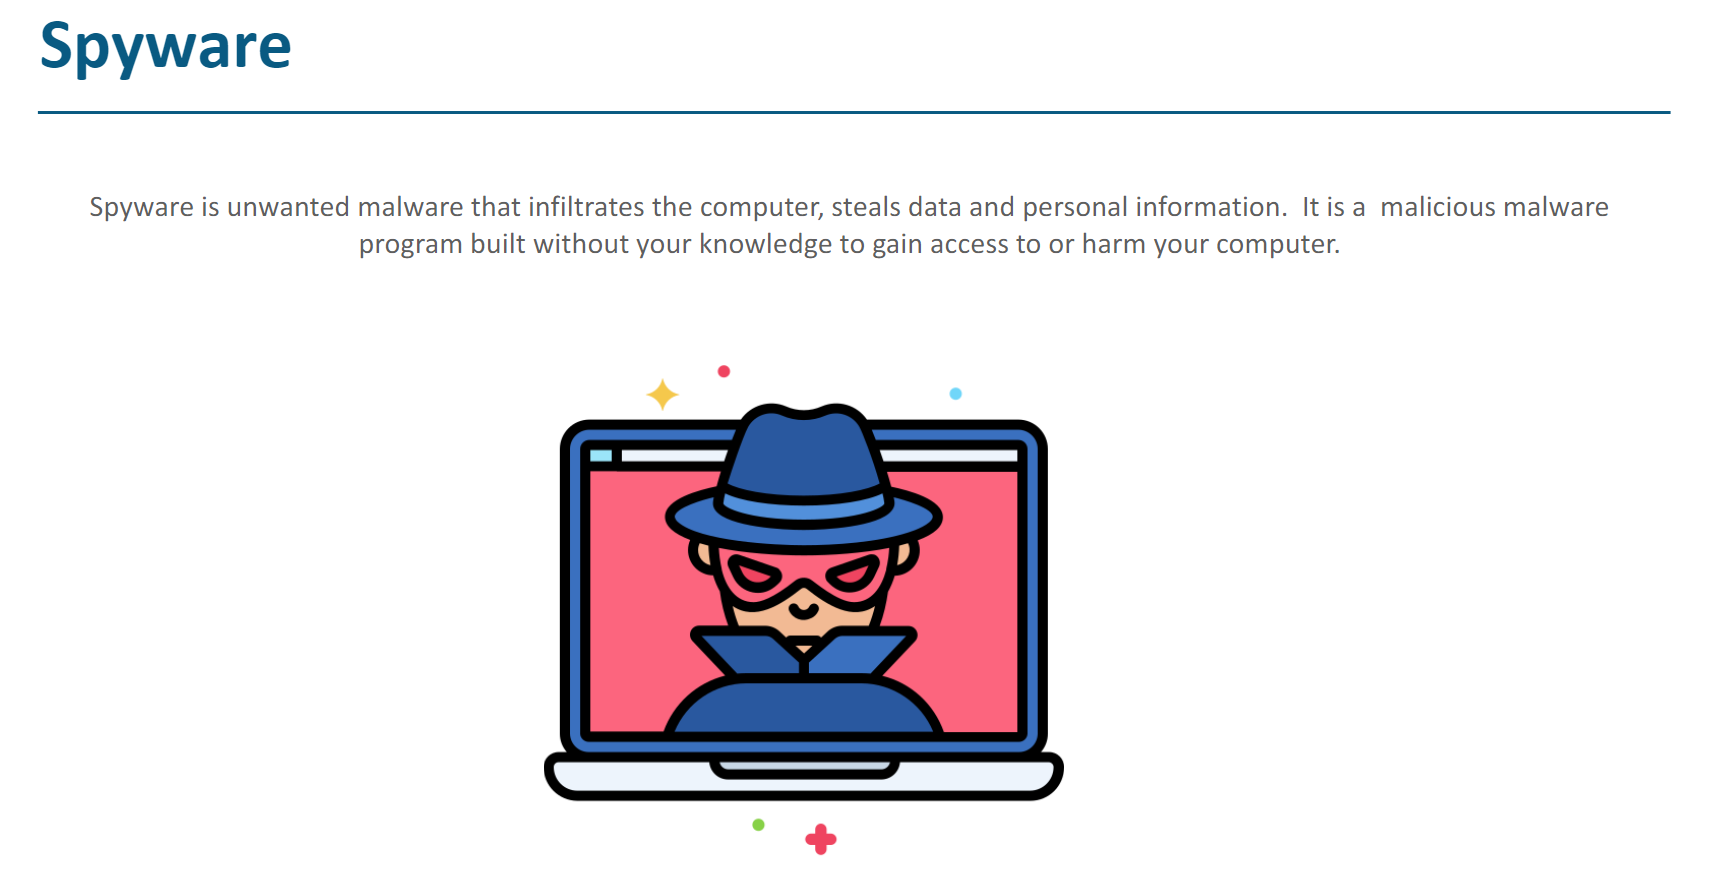 Spyware
Spyware is unwanted malware that infiltrates the computer, steals data and personal information.  It is a  malicious malware
program built without your knowledge to gain access to or harm your computer.